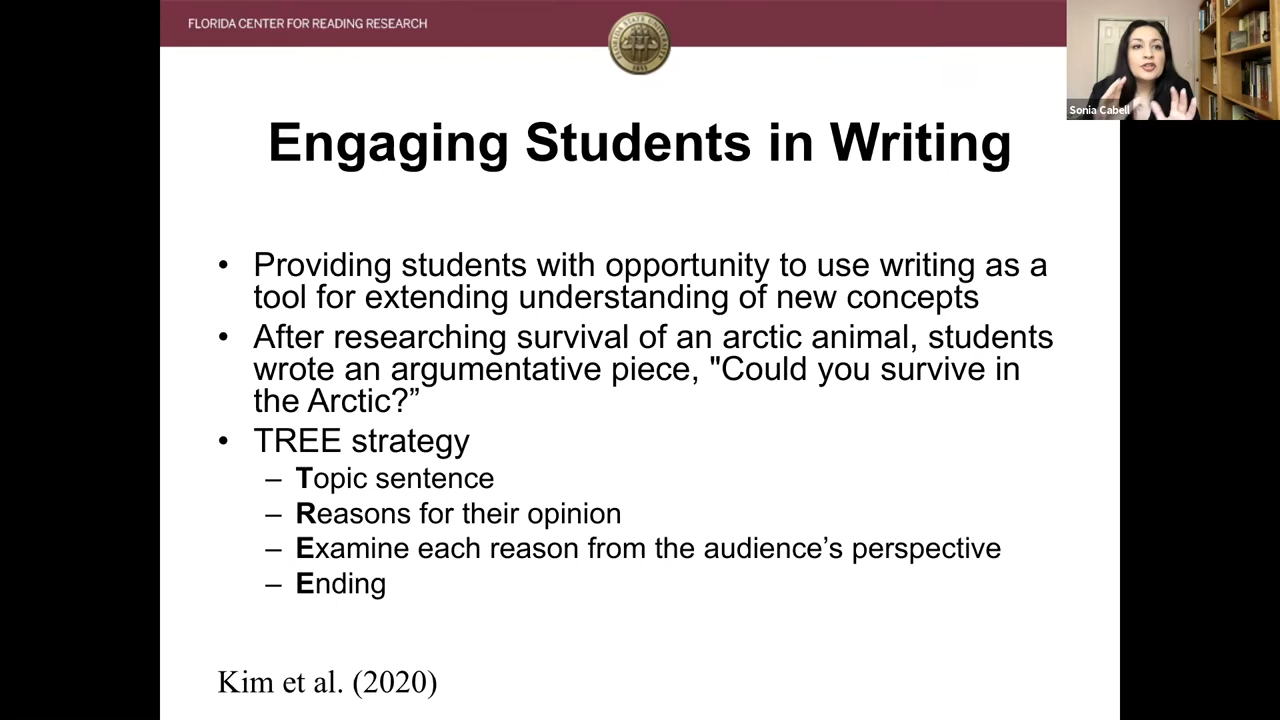 FLORIDA CENTER FOR READING RESEARCH
Sonia Cabell
Engaging Students in Writing
• Providing students with opportunity to use writing as a
tool for extending understanding of new concepts
• After researching survival of an arctic animal, students
wrote an argumentative piece, "Could you survive in
the Arctic?”
• TREE strategy
– Topic sentence
– Reasons for their opinion
– Examine each reason from the audience’s perspective
– Ending
Kim et al. (2020)